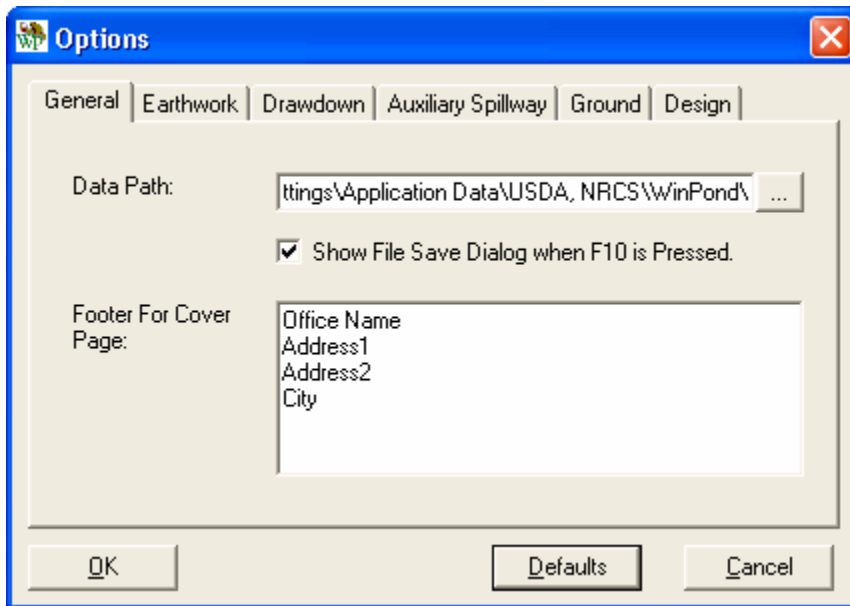 WP Options
General Earthwork Drawdown Auxiliary Spillway Ground Design
Data Path: ttings\Application Data\USDA, NRCS\WinPond\ ...
Show File Save Dialog when F10 is Pressed.
Footer For Cover
Page:
Office Name
Address1
Address2
City
OK Defaults Cancel